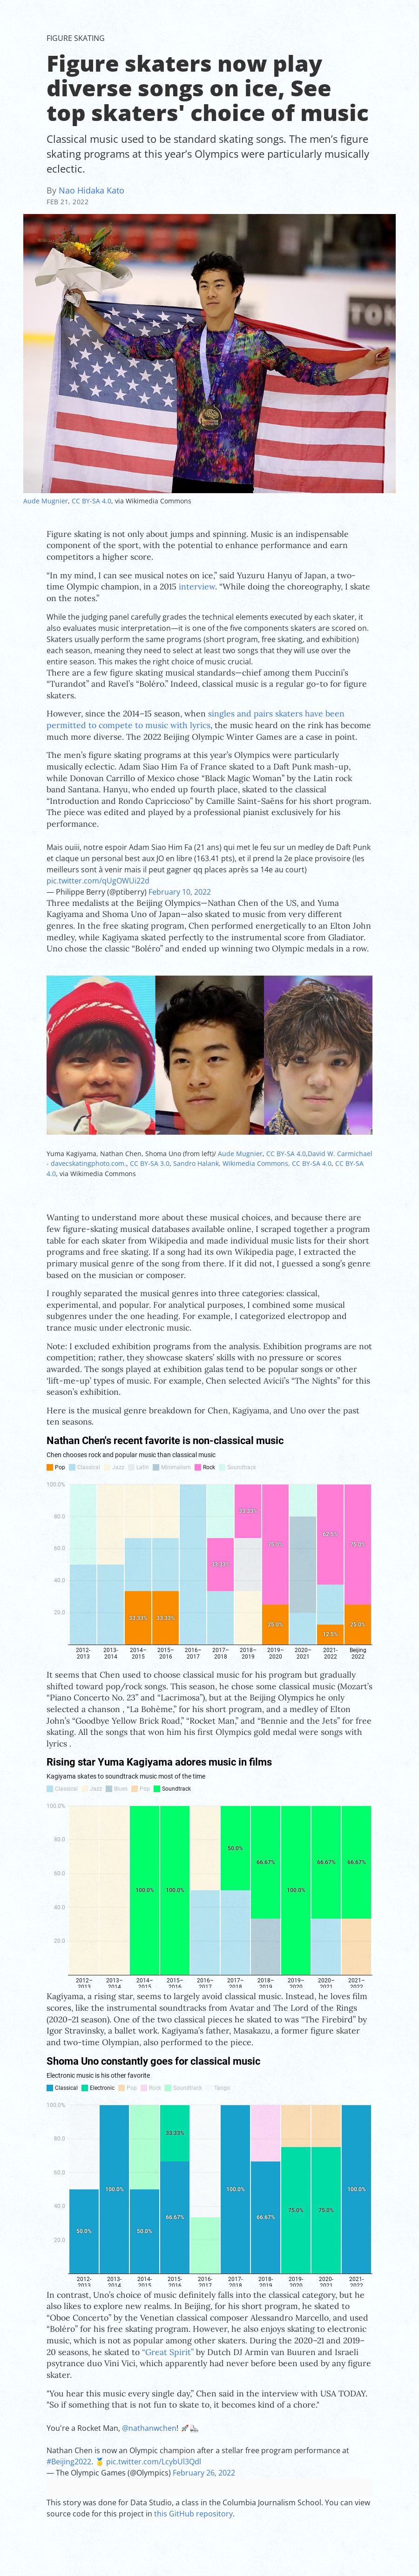 FIGURE SKATING
Figure skaters now play
diverse songs on ice, See
top skaters' choice of music
Classical music used to be standard skating songs. The men's figure
skating programs at this year's Olympics were particularly musically
eclectic.
By Nao Hidaka Kato
FEB 21, 2022
Aude Mugnier, CC BY-SA 4.0, via Wikimedia Commons
Figure skating is not only about jumps and spinning. Music is an indispensable
component of the sport, with the potential to enhance performance and earn
competitors a higher score.
“In my mind, I can see musical notes on ice,” said Yuzuru Hanyu of Japan, a two-
time Olympic champion, in a 2015 interview. “While doing the choreography, I skate
on the notes.”
While the judging panel carefully grades the technical elements executed by each skater, it
also evaluates music interpretation—it is one of the five components skaters are scored on.
Skaters usually perform the same programs (short program, free skating, and exhibition)
each season, meaning they need to select at least two songs that they will use over the
entire season. This makes the right choice of music crucial.
There are a few figure skating musical standards—chief among them Puccini’s
“Turandot” and Ravel’s “Boléro.” Indeed, classical music is a regular go-to for figure
skaters.
However, since the 2014–15 season, when singles and pairs skaters have been
permitted to compete to music with lyrics, the music heard on the rink has become
much more diverse. The 2022 Beijing Olympic Winter Games are a case in point.
The men’s figure skating programs at this year’s Olympics were particularly
musically eclectic. Adam Siao Him Fa of France skated to a Daft Punk mash-up,
while Donovan Carrillo of Mexico chose “Black Magic Woman” by the Latin rock
band Santana. Hanyu, who ended up fourth place, skated to the classical
“Introduction and Rondo Capriccioso” by Camille Saint-Saëns for his short program.
The piece was edited and played by a professional pianist exclusively for his
performance.
Mais ouiii, notre espoir Adam Siao Him Fa (21 ans) qui met le feu sur un medley de Daft Punk
et claque un personal best aux JO en libre (163.41 pts), et il prend la 2e place provisoire (les
meilleurs sont à venir mais il peut gagner qq places après sa 14e au court)
pic.twitter.com/qUgOWUi22d
— Philippe Berry (@ptiberry) February 10, 2022
Three medalists at the Beijing Olympics—Nathan Chen of the US, and Yuma
Kagiyama and Shoma Uno of Japan—also skated to music from very different
genres. In the free skating program, Chen performed energetically to an Elton John
medley, while Kagiyama skated perfectly to the instrumental score from Gladiator.
Uno chose the classic “Boléro” and ended up winning two Olympic medals in a row.
Yuma Kagiyama, Nathan Chen, Shoma Uno (from left)/ Aude Mugnier, CC BY-SA 4.0,David W. Carmichael
- davecskatingphoto.com., CC BY-SA 3.0, Sandro Halank, Wikimedia Commons, CC BY-SA 4.0, CC BY-SA
4.0, via Wikimedia Commons
Wanting to understand more about these musical choices, and because there are
few figure-skating musical databases available online, I scraped together a program
table for each skater from Wikipedia and made individual music lists for their short
programs and free skating. If a song had its own Wikipedia page, I extracted the
primary musical genre of the song from there. If it did not, I guessed a song’s genre
based on the musician or composer.
I roughly separated the musical genres into three categories: classical,
experimental, and popular. For analytical purposes, I combined some musical
subgenres under the one heading. For example, I categorized electropop and
trance music under electronic music.
Note: I excluded exhibition programs from the analysis. Exhibition programs are not
competition; rather, they showcase skaters’ skills with no pressure or scores
awarded. The songs played at exhibition galas tend to be popular songs or other
‘lift-me-up’ types of music. For example, Chen selected Avicii’s “The Nights” for this
season’s exhibition.
Here is the musical genre breakdown for Chen, Kagiyama, and Uno over the past
ten seasons.
Nathan Chen's recent favorite is non-classical music
Chen chooses rock and popular music than classical music
Pop Classical Jazz Latin Minimalism Rock Soundtrack
100.0%
80.0
60.0
40.0
20.0
33.33% 33.33% 33.33% 33.33% 75.0% 25.0% 62.5% 12.5% 75.0% 25.0%
2012- 2013- 2014– 2015– 2016– 2017– 2018– 2019– 2020– 2021- Beijing
2013 2014 2015 2016 2017 2018 2019 2020 2021 2022 2022
It seems that Chen used to choose classical music for his program but gradually
shifted toward pop/rock songs. This season, he chose some classical music (Mozart’s
“Piano Concerto No. 23” and “Lacrimosa”), but at the Beijing Olympics he only
selected a chanson , “La Bohème,” for his short program, and a medley of Elton
John’s “Goodbye Yellow Brick Road,” “Rocket Man,” and “Bennie and the Jets” for free
skating. All the songs that won him his first Olympics gold medal were songs with
lyrics .
Rising star Yuma Kagiyama adores music in films
Kagiyama skates to soundtrack music most of the time
Classical Jazz Blues Pop Soundtrack
100.0%
80.0
60.0
40.0
20.0
100.0% 100.0% 50.0% 66.67% 100.0% 66.67% 66.67%
2012– 2013– 2014– 2015– 2016– 2017– 2018– 2019– 2020– 2021–
2013 2014 2015 2016 2017 2018 2019 2020 2021 2022
Kagiyama, a rising star, seems to largely avoid classical music. Instead, he loves film
scores, like the instrumental soundtracks from Avatar and The Lord of the Rings
(2020–21 season). One of the two classical pieces he skated to was “The Firebird” by
Igor Stravinsky, a ballet work. Kagiyama’s father, Masakazu, a former figure skater
and two-time Olympian, also performed to the piece.
Shoma Uno constantly goes for classical music
Electronic music is his other favorite
Classical Electronic Pop Rock Soundtrack Tango
100.0%
80.0
60.0
40.0
20.0
50.0% 100.0% 50.0% 33.33% 66.67% 100.0% 66.67% 75.0% 75.0% 100.0%
2012- 2013- 2014- 2015- 2016- 2017- 2018- 2019- 2020- 2021-
2013 2014 2015 2016 2017 2018 2019 2020 2021 2022
In contrast, Uno’s choice of music definitely falls into the classical category, but he
also likes to explore new realms. In Beijing, for his short program, he skated to
“Oboe Concerto” by the Venetian classical composer Alessandro Marcello, and used
“Boléro” for his free skating program. However, he also enjoys skating to electronic
music, which is not as popular among other skaters. During the 2020–21 and 2019–
20 seasons, he skated to “Great Spirit” by Dutch DJ Armin van Buuren and Israeli
psytrance duo Vini Vici, which apparently had never before been used by any figure
skater.
"You hear this music every single day,” Chen said in the interview with USA TODAY.
"So if something that is not fun to skate to, it becomes kind of a chore."
You're a Rocket Man, @nathanwchen! 🚀⛸️
Nathan Chen is now an Olympic champion after a stellar free program performance at
#Beijing2022. 🥇 pic.twitter.com/LcybUl3Qdl
— The Olympic Games (@Olympics) February 26, 2022
This story was done for Data Studio, a class in the Columbia Journalism School. You can view
source code for this project in this GitHub repository.